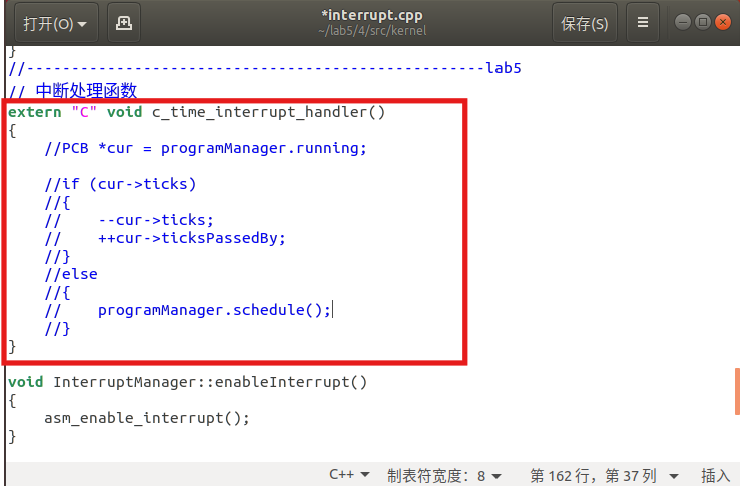 打开(O)
*interrupt.cpp
~/lab5/4/src/kernel
保存(S)
}
//---------------------------------------------------lab5
// 中断处理函数
extern "C" void c_time_interrupt_handler()
{
    //PCB *cur = programManager.running;
    //if (cur->ticks)
    //{
    //    --cur->ticks;
    //    ++cur->ticksPassedBy;
    //}
    //else
    //{
    //    programManager.schedule();
    //}
}
void InterruptManager::enableInterrupt()
{
    asm_enable_interrupt();
}
C++ 制表符宽度：8 第 162 行，第 37 列 插入